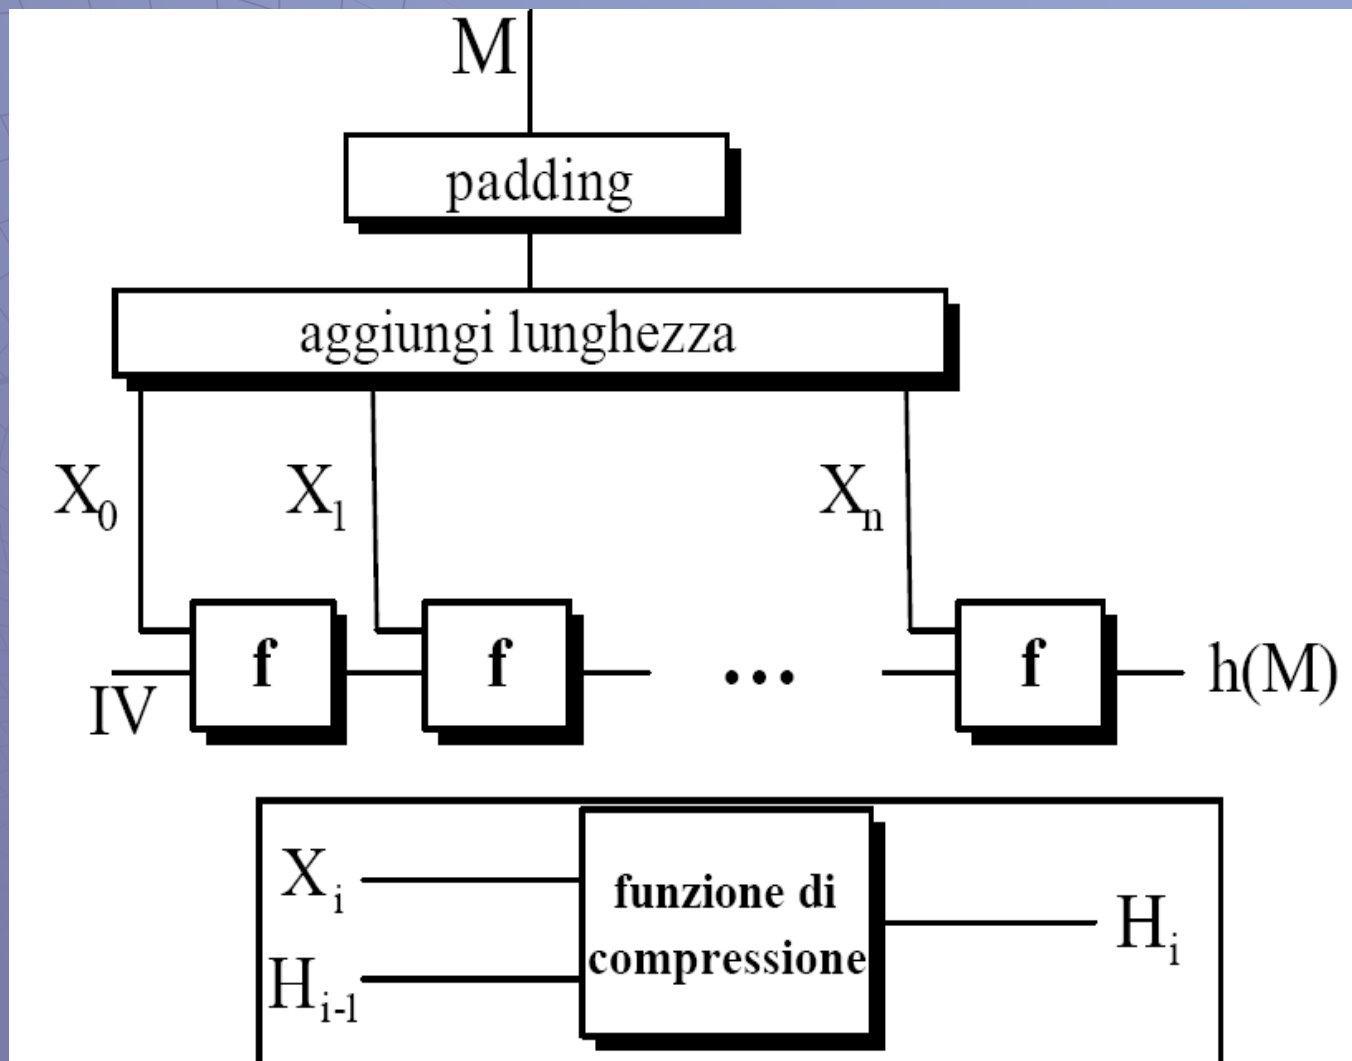 M
padding
aggiungi lunghezza
X0 X1 Xn
f f ... f h(M)
IV
Xi
funzione di
compressione
Hi
Hi-1